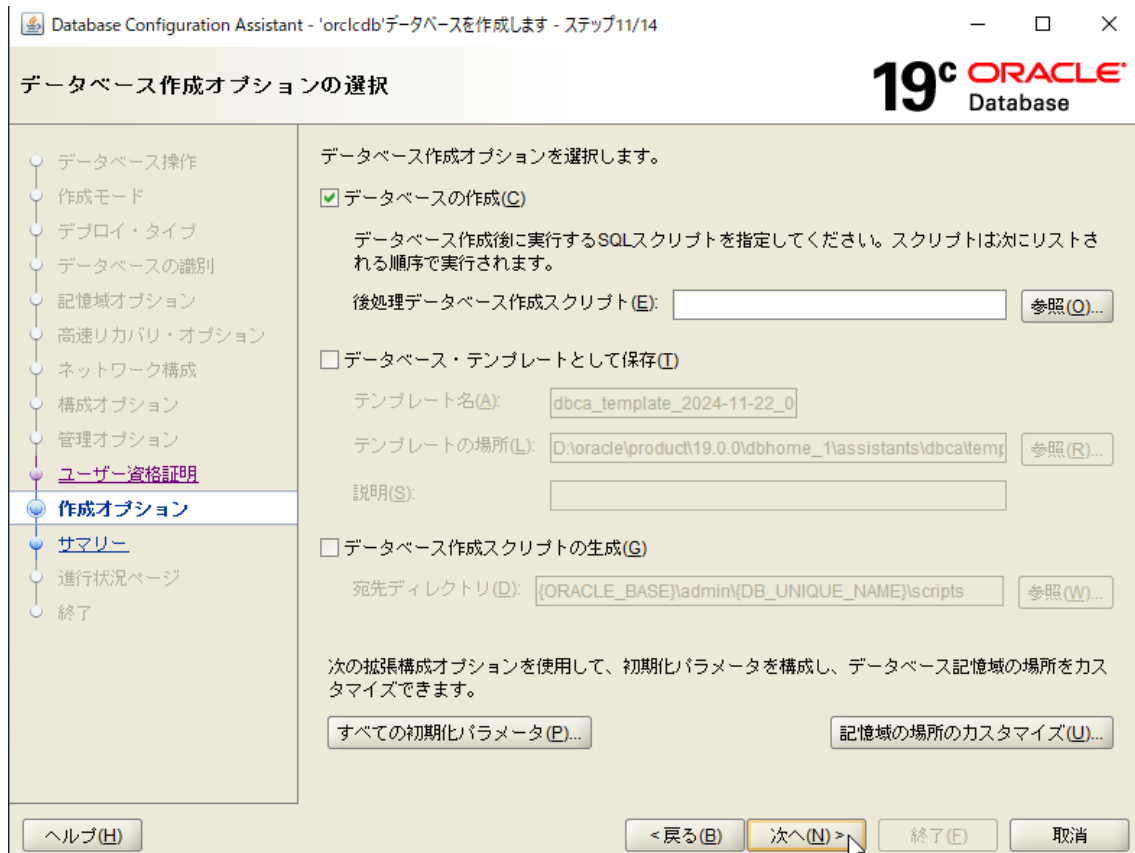 Database Configuration Assistant - 'orclcdb'データベースを作成します - ステップ11/14
データベース作成オプションの選択
19c ORACLE Database
データベース操作
作成モード
デプロイ・タイプ
データベースの識別
記憶域オプション
高速リカバリ・オプション
ネットワーク構成
構成オプション
管理オプション
ユーザー資格証明
作成オプション
サマリー
進行状況ページ
終了
データベース作成オプションを選択します。
データベースの作成(C)
データベース作成後に実行するSQLスクリプトを指定してください。スクリプトは次にリストさ
れる順序で実行されます。
後処理データベース作成スクリプト(E):
参照(O)...
データベース・テンプレートとして保存(T)
テンプレート名(A): dbca_template_2024-11-22_0
テンプレートの場所(L): D:\oracle\product\19.0.0\dbhome_1\assistants\dbca\temp 参照(R)...
説明(S):
データベース作成スクリプトの生成(G)
宛先ディレクトリ(D): {ORACLE_BASE}\admin\{DB_UNIQUE_NAME}\scripts 参照(W)...
次の拡張構成オプションを使用して、初期化パラメータを構成し、データベース記憶域の場所をカス
タマイズできます。
すべての初期化パラメータ(P)... 記憶域の場所のカスタマイズ(U)...
ヘルプ(H) <戻る(B) 次へ(N)> 終了(F) 取消